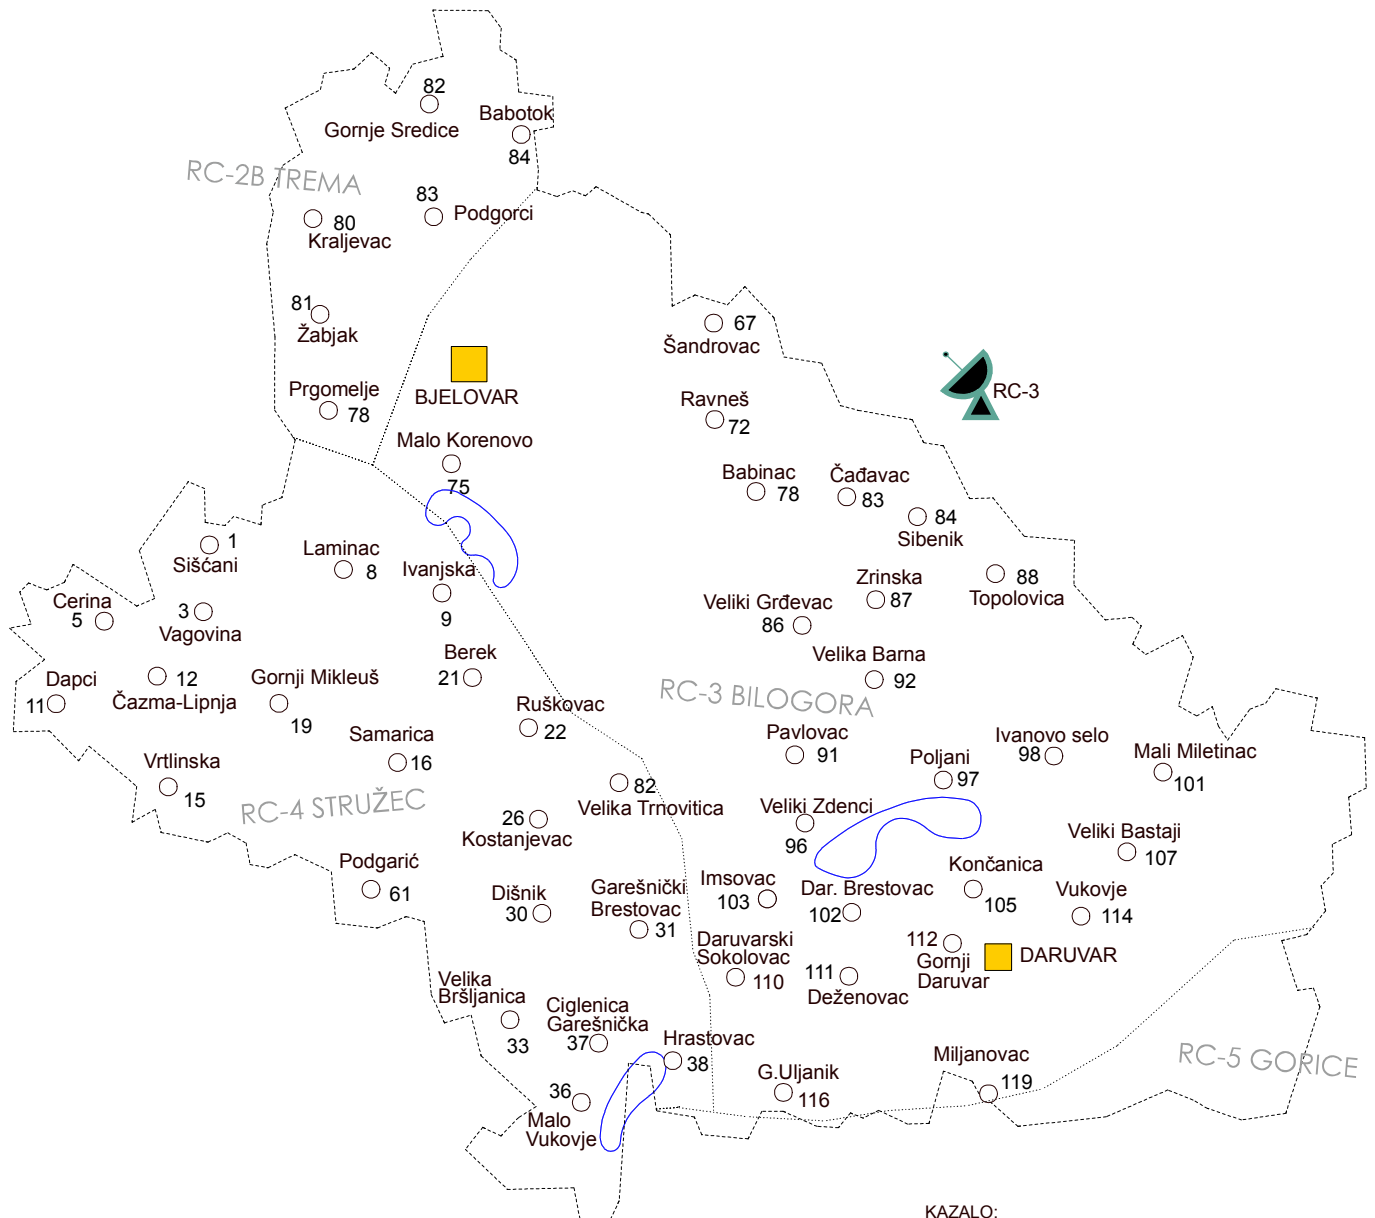 82
Gornje Sredice
Babotok
84
RC-2B TREMA
83
Podgorci
80
Kraljevac
81
Žabjak
67
Šandrovac
RC-3
Prgomelje
78
BJELOVAR
Ravneš
72
Malo Korenovo
75
Babinac
78
Čađavac
83
84
Sibenik
1
Sišćani
Laminac
8
Ivanjska
9
Zrinska
87
88
Topolovica
Cerina
5
3
Vagovina
Veliki Grđevac
86
Berek
21
Velika Barna
92
Dapci
11
12
Čazma-Lipnja
Gornji Mikleuš
19
RC-3 BILOGORA
Ruškovac
22
Samarica
16
Pavlovac
91
Ivanovo selo
98
Mali Miletinac
101
Poljani
97
Vrtlinska
15
RC-4 STRUŽEC
82
Velika Trnovitica
Veliki Zdenci
96
26
Kostanjevac
Veliki Bastaji
107
Podgarić
61
Dišnik
30
Garešnički
Brestovac
31
Imsovac
103
Dar. Brestovac
102
Končanica
105
Vukovje
114
Daruvarski
Sokolovac
110
111
Deženovac
112
Gornji
Daruvar
DARUVAR
Velika
Bršljanica
33
Ciglenica
Garešnička
37
Hrastovac
38
G.Uljanik
116
Miljanovac
119
RC-5 GORICE
36
Malo
Vukovje
KAZALO: